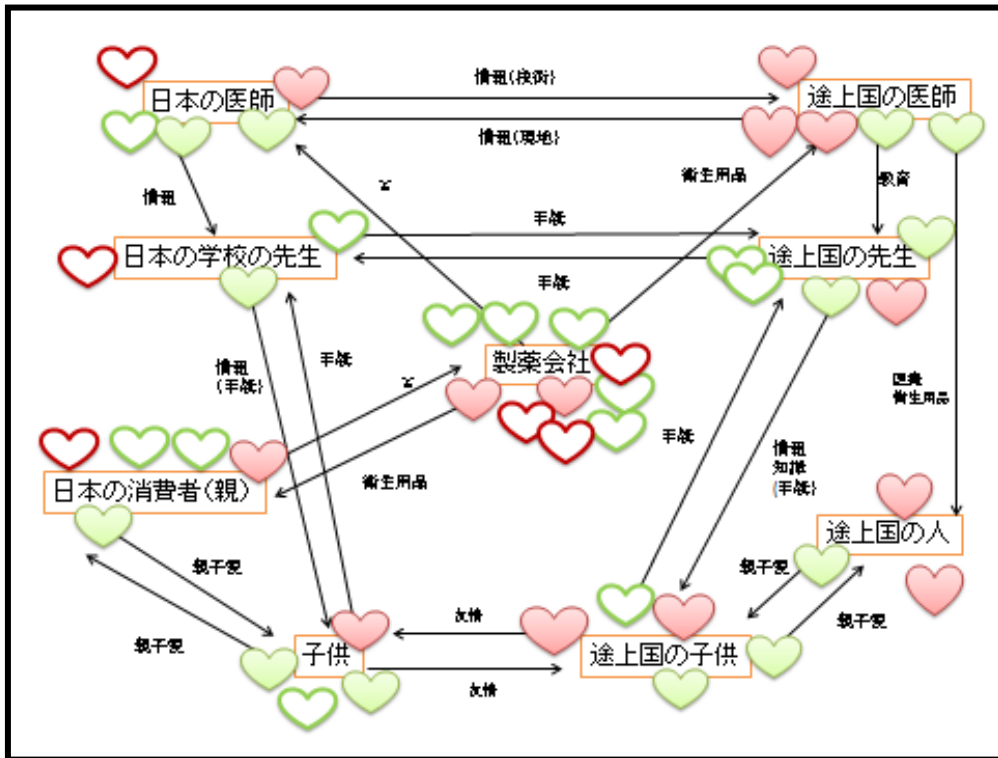 情報(技術)
日本の医師
途上国の医師
情報(現地)
衛生用品
¥
教育
情報
手紙
日本の学校の先生
途上国の先生
手紙
製薬会社
情報
(手紙)
手紙
¥
医療
衛生用品
手紙
情報
知識
(手紙)
日本の消費者(親)
衛生用品
途上国の人
親子愛
親子愛
親子愛
親子愛
友情
子供
途上国の子供
友情